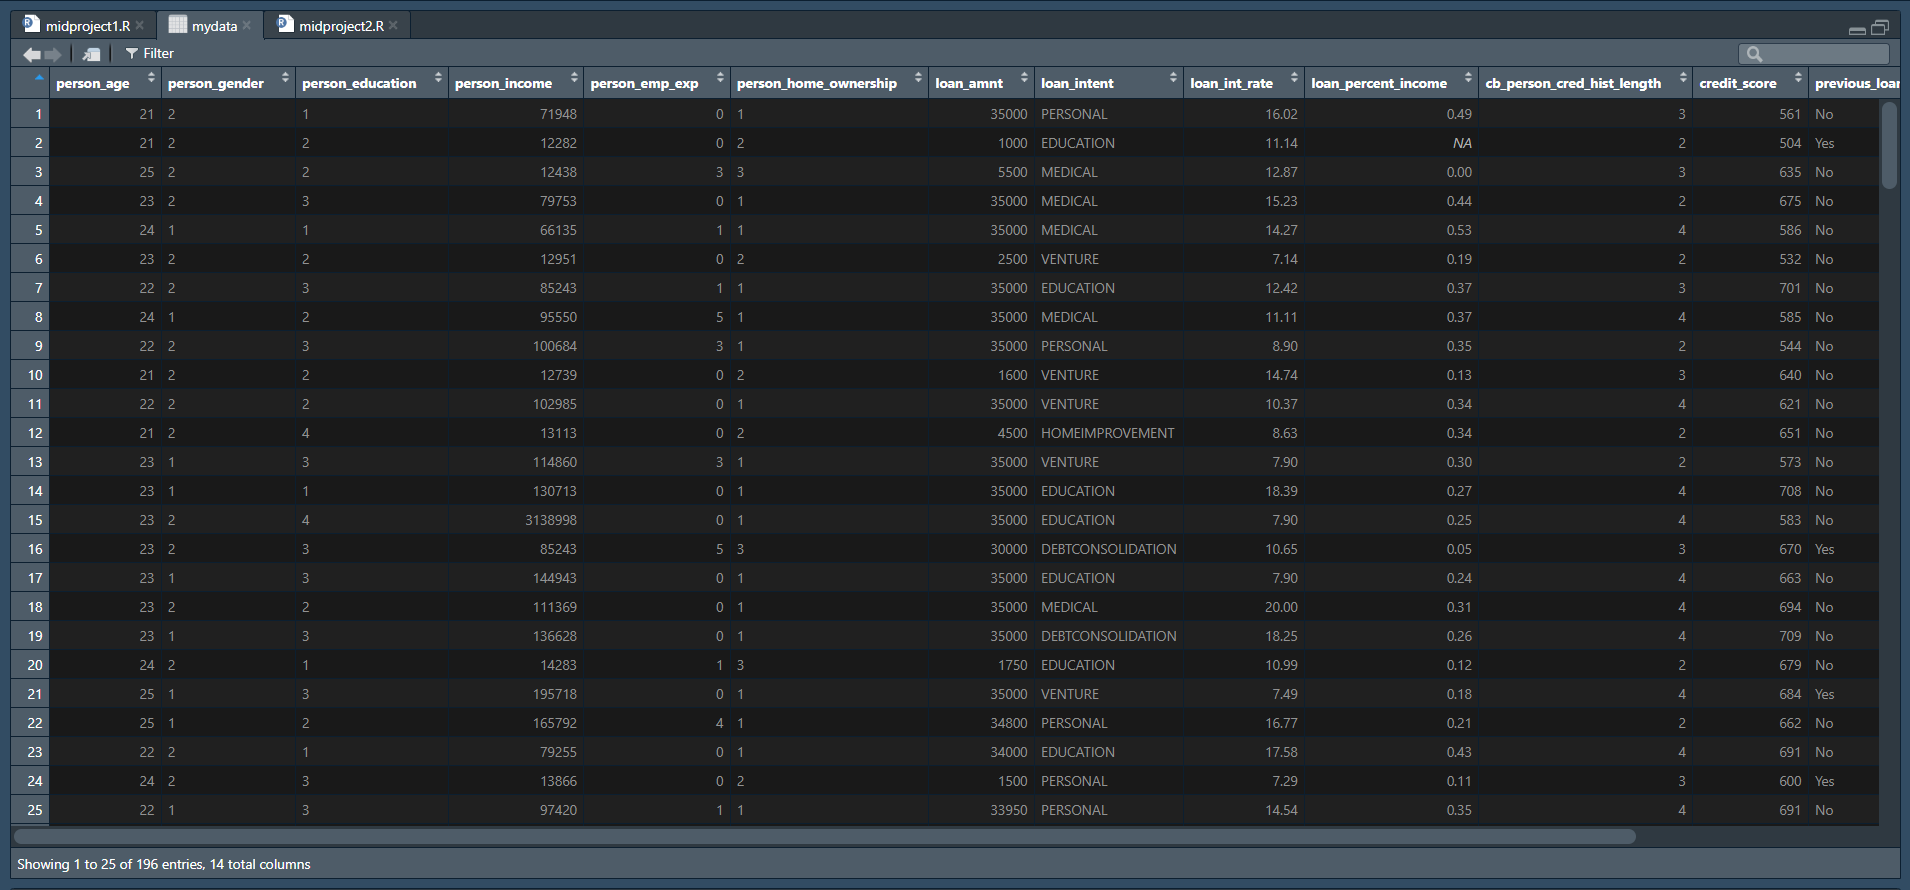 midproject1.R mydata midproject2.R
Filter
person_age person_gender person_education person_income person_emp_exp person_home_ownership loan_amnt loan_intent loan_int_rate loan_percent_income cb_person_cred_hist_length credit_score previous_loan
1 21 2 1 71948 0 1 35000 PERSONAL 16.02 0.49 3 561 No
2 21 2 2 12282 0 2 1000 EDUCATION 11.14 NA 2 504 Yes
3 25 2 2 12438 3 3 5500 MEDICAL 12.87 0.00 3 635 No
4 23 2 3 79753 0 1 35000 MEDICAL 15.23 0.44 2 675 No
5 24 1 1 66135 1 1 35000 MEDICAL 14.27 0.53 4 586 No
6 23 2 2 12951 0 2 2500 VENTURE 7.14 0.19 2 532 No
7 22 2 3 85243 1 1 35000 EDUCATION 12.42 0.37 3 701 No
8 24 1 2 95550 5 1 35000 MEDICAL 11.11 0.37 4 585 No
9 22 2 3 100684 3 1 35000 PERSONAL 8.90 0.35 2 544 No
10 21 2 2 12739 0 2 1600 VENTURE 14.74 0.13 3 640 No
11 22 2 2 102985 0 1 35000 VENTURE 10.37 0.34 4 621 No
12 21 2 4 13113 0 2 4500 HOMEIMPROVEMENT 8.63 0.34 2 651 No
13 23 1 3 114860 3 1 35000 VENTURE 7.90 0.30 2 573 No
14 23 1 1 130713 0 1 35000 EDUCATION 18.39 0.27 4 708 No
15 23 2 4 3138998 0 1 35000 EDUCATION 7.90 0.25 4 583 No
16 23 2 3 85243 5 3 30000 DEBTCONSOLIDATION 10.65 0.05 3 670 Yes
17 23 1 3 144943 0 1 35000 EDUCATION 7.90 0.24 4 663 No
18 23 2 2 111369 0 1 35000 MEDICAL 20.00 0.31 4 694 No
19 23 1 3 136628 0 1 35000 DEBTCONSOLIDATION 18.25 0.26 4 709 No
20 24 2 1 14283 1 3 1750 EDUCATION 10.99 0.12 2 679 No
21 25 1 3 195718 0 1 35000 VENTURE 7.49 0.18 4 684 Yes
22 25 1 2 165792 4 1 34800 PERSONAL 16.77 0.21 2 662 No
23 22 2 1 79255 0 1 34000 EDUCATION 17.58 0.43 4 691 No
24 24 2 3 13866 0 2 1500 PERSONAL 7.29 0.11 3 600 Yes
25 22 1 3 97420 1 1 33950 PERSONAL 14.54 0.35 4 691 No
Showing 1 to 25 of 196 entries, 14 total columns